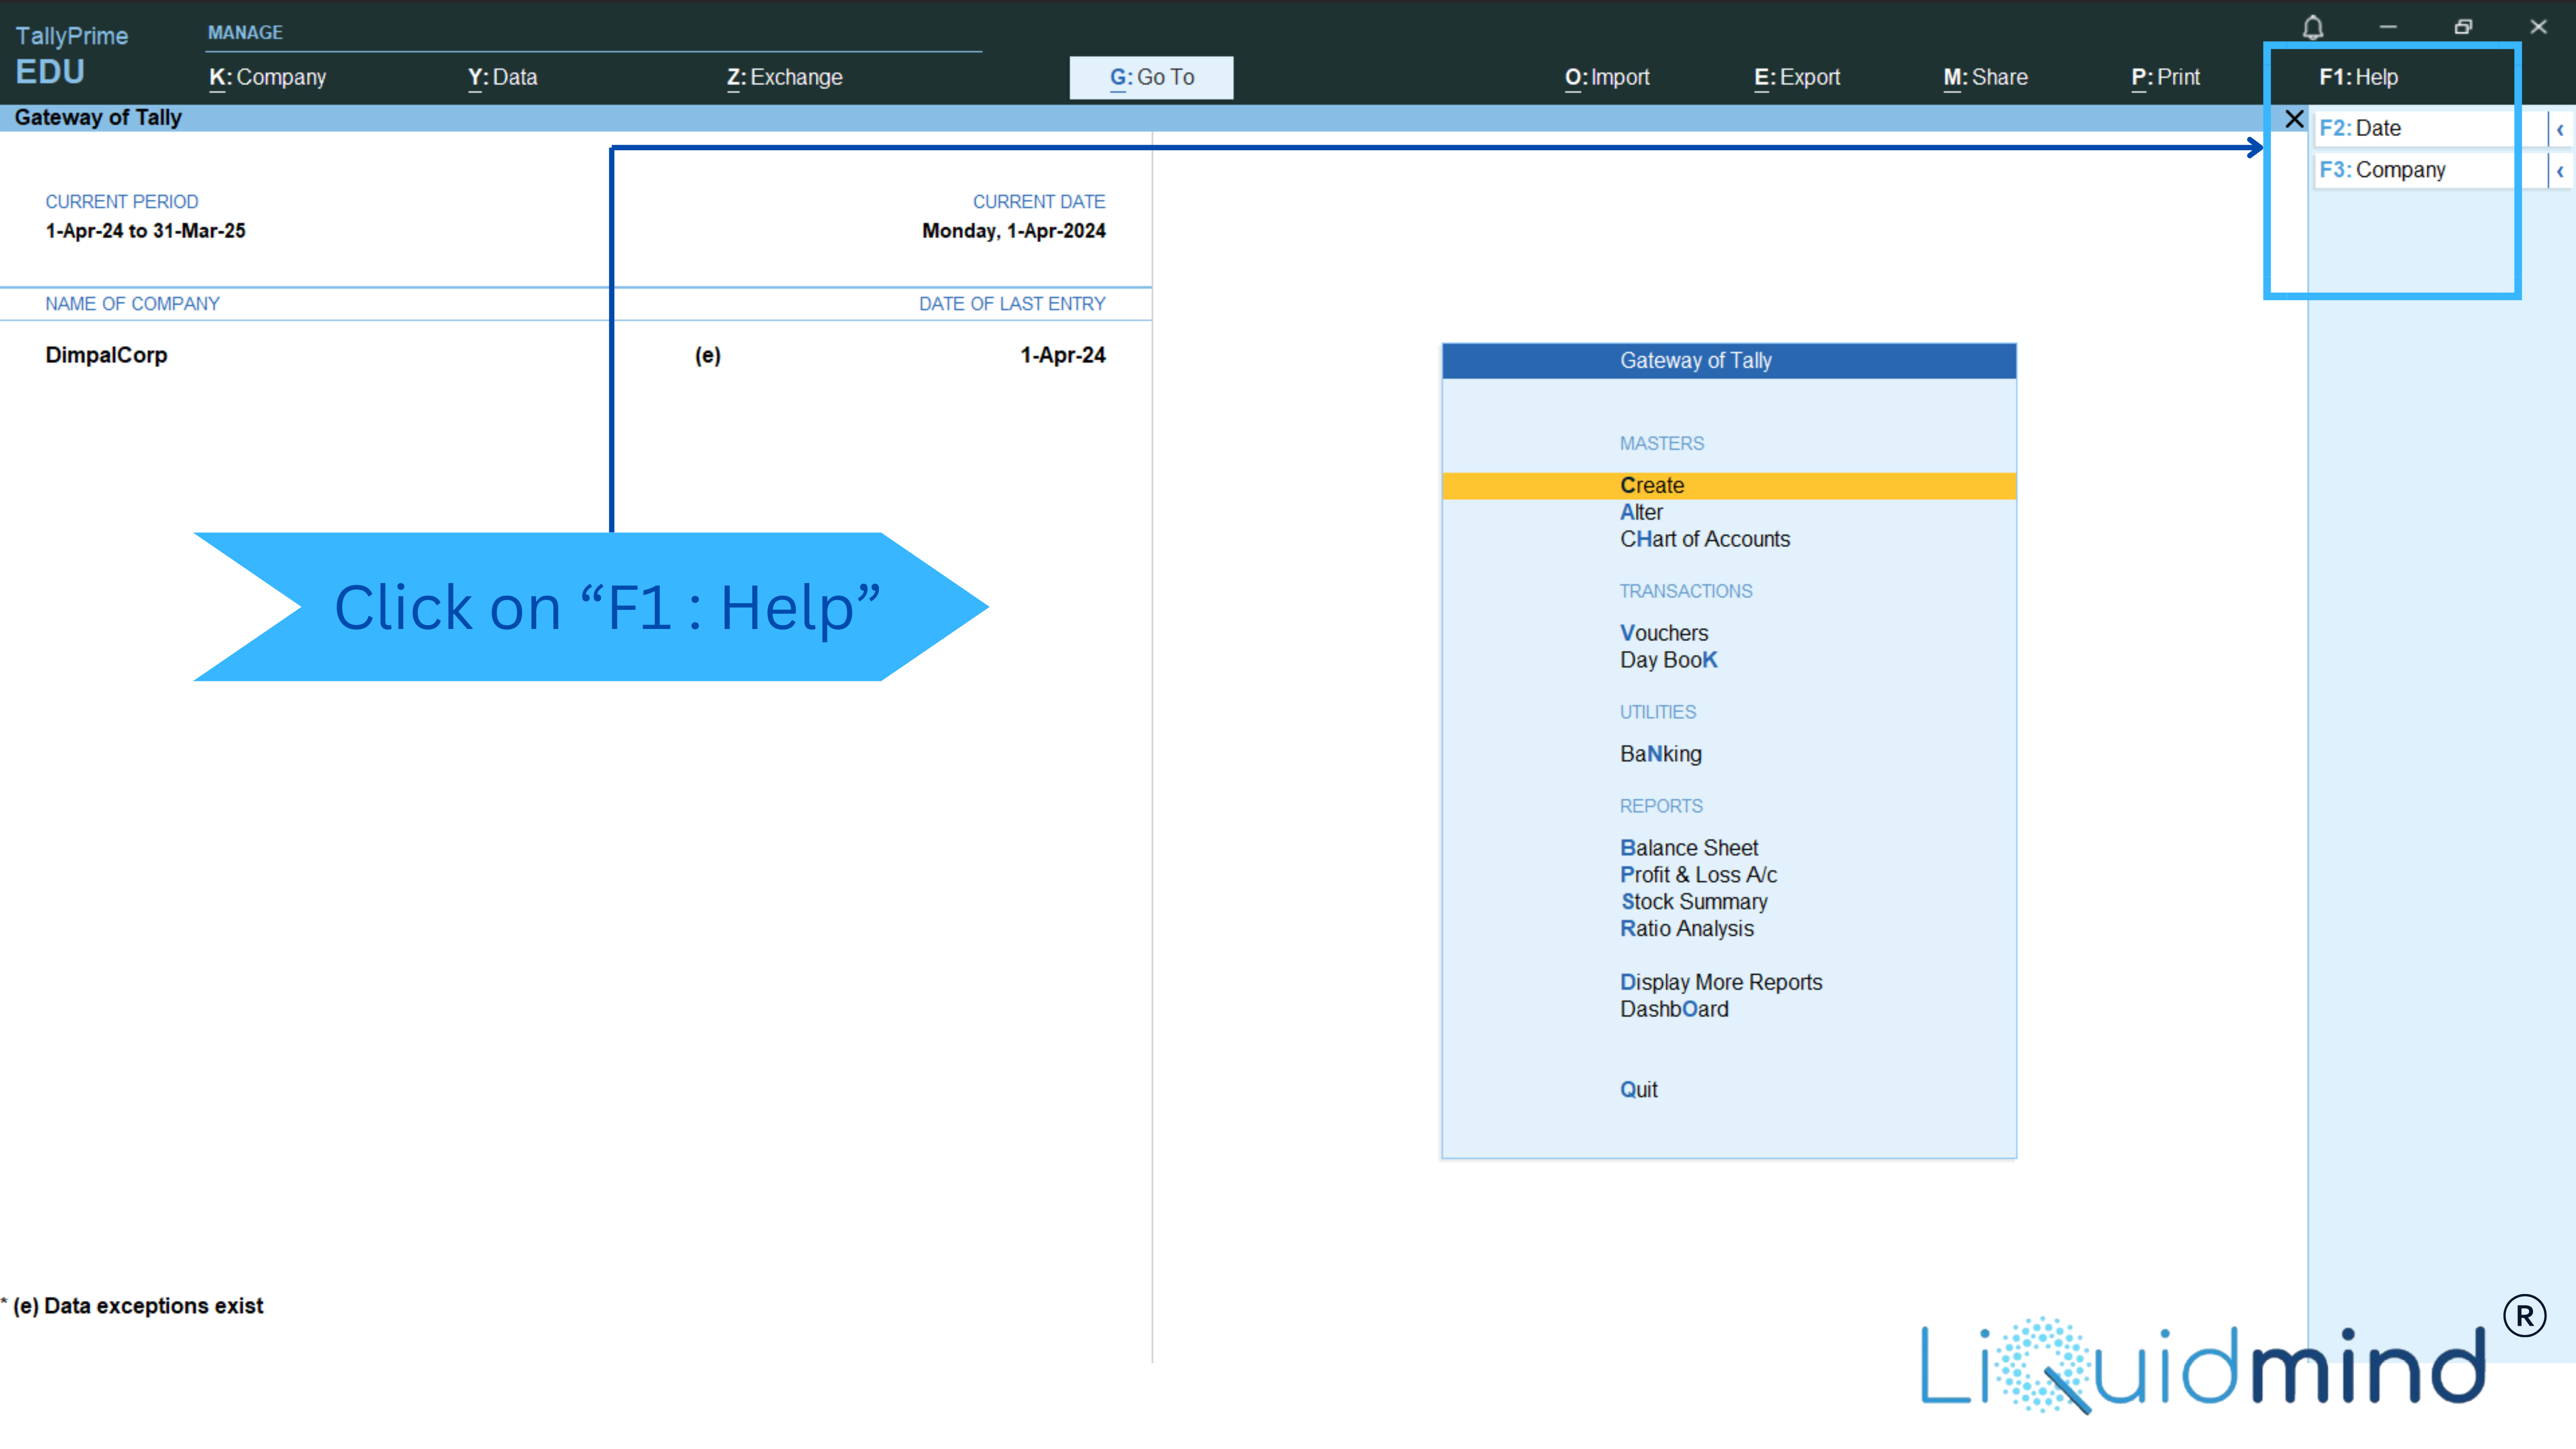 TallyPrime
EDU
MANAGE
K: Company
Y: Data
Z: Exchange
G: Go To
O: Import
E: Export
M: Share
P: Print
F1: Help
Gateway of Tally
F2: Date
F3: Company
CURRENT PERIOD
CURRENT DATE
1-Apr-24 to 31-Mar-25
Monday, 1-Apr-2024
NAME OF COMPANY
DATE OF LAST ENTRY
DimpalCorp
(e)
1-Apr-24
Click on “F1 : Help”
Gateway of Tally
MASTERS
Create
Alter
CHart of Accounts
TRANSACTIONS
Vouchers
Day BooK
UTILITIES
BaNking
REPORTS
Balance Sheet
Profit & Loss A/c
Stock Summary
Ratio Analysis
Display More Reports
DashbOard
Quit
* (e) Data exceptions exist
LiQuidmind ®